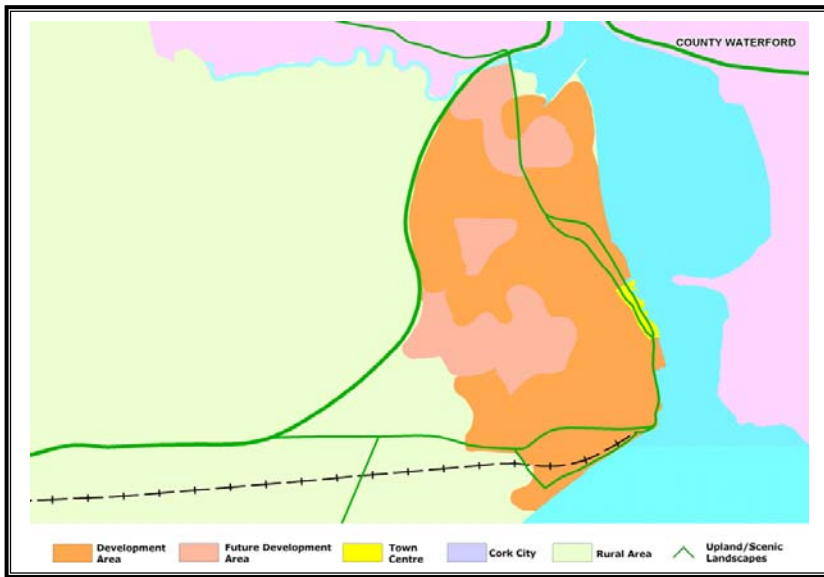 COUNTY WATERFORD
Development
Area
Future Development
Area
Town
Centre
Cork City
Rural Area
Upland/Scenic
Landscapes